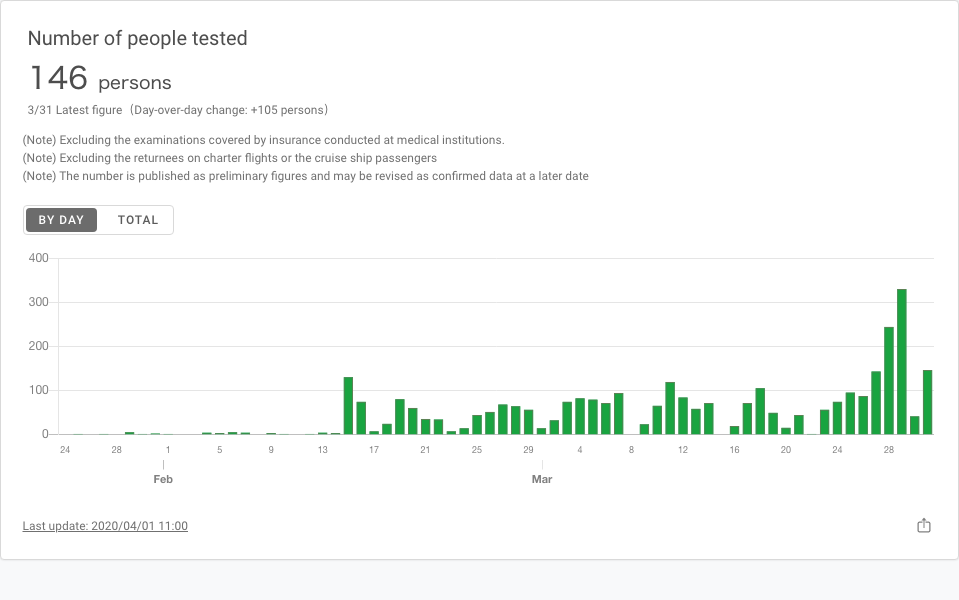 Number of people tested
146 persons
3/31 Latest figure（Day-over-day change: +105 persons）
(Note) Excluding the examinations covered by insurance conducted at medical institutions.
(Note) Excluding the returnees on charter flights or the cruise ship passengers
(Note) The number is published as preliminary figures and may be revised as confirmed data at a later date
BY DAY TOTAL
400
300
200
100
0
24 28 1 5 9 13 17 21 25 29 4 8 12 16 20 24 28
Feb Mar
Last update: 2020/04/01 11:00